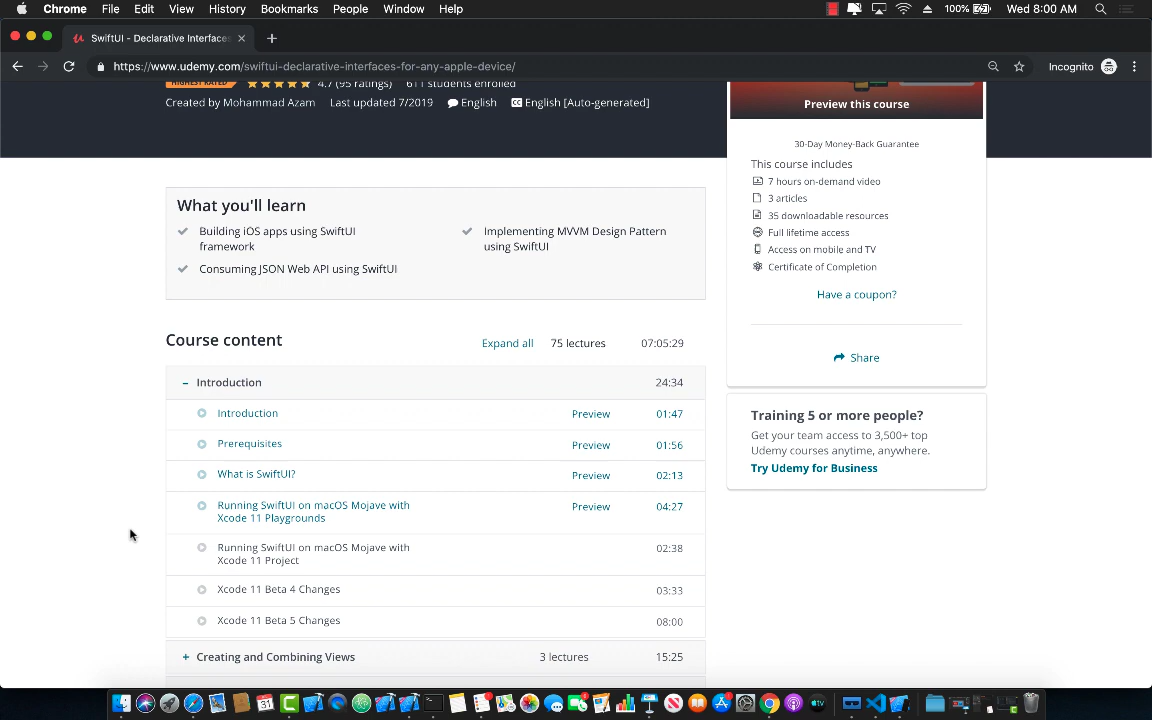 Chrome File Edit View History Bookmarks People Window Help 100% Wed 8:00 AM
SwiftUI - Declarative Interfaces
https://www.udemy.com/swiftui-declarative-interfaces-for-any-apple-device/ Incognito
HIGHEST RATED 4.7 (95 ratings) 611 students enrolled
Created by Mohammad Azam Last updated 7/2019 English English [Auto-generated]
Preview this course
30-Day Money-Back Guarantee
This course includes
7 hours on-demand video
3 articles
35 downloadable resources
Full lifetime access
Access on mobile and TV
Certificate of Completion
Have a coupon?
Share
Training 5 or more people?
Get your team access to 3,500+ top
Udemy courses anytime, anywhere.
Try Udemy for Business
What you'll learn
Building iOS apps using SwiftUI
framework
Implementing MVVM Design Pattern
using SwiftUI
Consuming JSON Web API using SwiftUI
Course content Expand all 75 lectures 07:05:29
Introduction 24:34
Introduction Preview 01:47
Prerequisites Preview 01:56
What is SwiftUI? Preview 02:13
Running SwiftUI on macOS Mojave with
Xcode 11 Playgrounds Preview 04:27
Running SwiftUI on macOS Mojave with
Xcode 11 Project 02:38
Xcode 11 Beta 4 Changes 03:33
Xcode 11 Beta 5 Changes 08:00
Creating and Combining Views 3 lectures 15:25